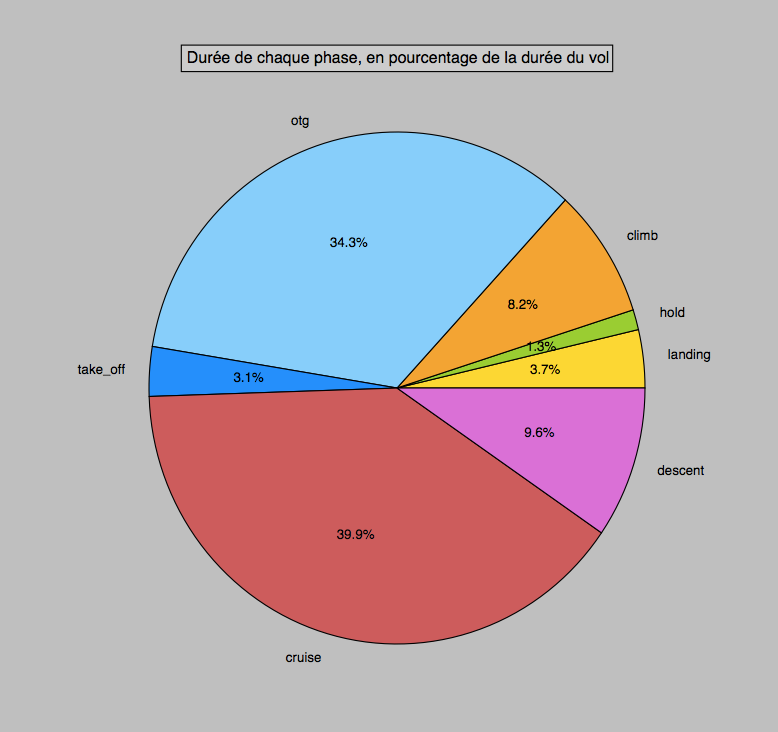 Durée de chaque phase, en pourcentage de la durée du vol
otg
climb
34.3%
8.2%
hold
1.3%
landing
take_off
3.7%
3.1%
9.6%
descent
39.9%
cruise